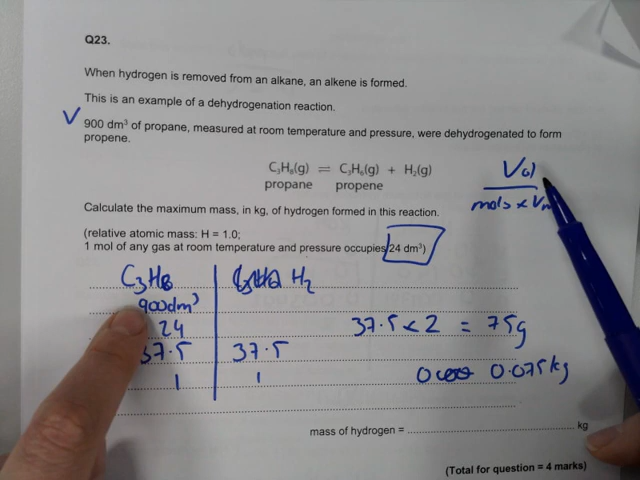 Q23.
When hydrogen is removed from an alkane, an alkene is formed.
This is an example of a dehydrogenation reaction.
V
900 dm³ of propane, measured at room temperature and pressure, were dehydrogenated to form
propene.
C₃H₈(g) = C₃H₆(g) + H₂(g)
propane propene
Vol
mols × V
Calculate the maximum mass, in kg, of hydrogen formed in this reaction.
(relative atomic mass: H = 1.0;
1 mol of any gas at room temperature and pressure occupies 24 dm³)
C3H8 H2
900dm³
24 37.5 × 2 = 75g
37.5 37.5
1 1 0.075kg
mass of hydrogen = kg
(Total for question = 4 marks)